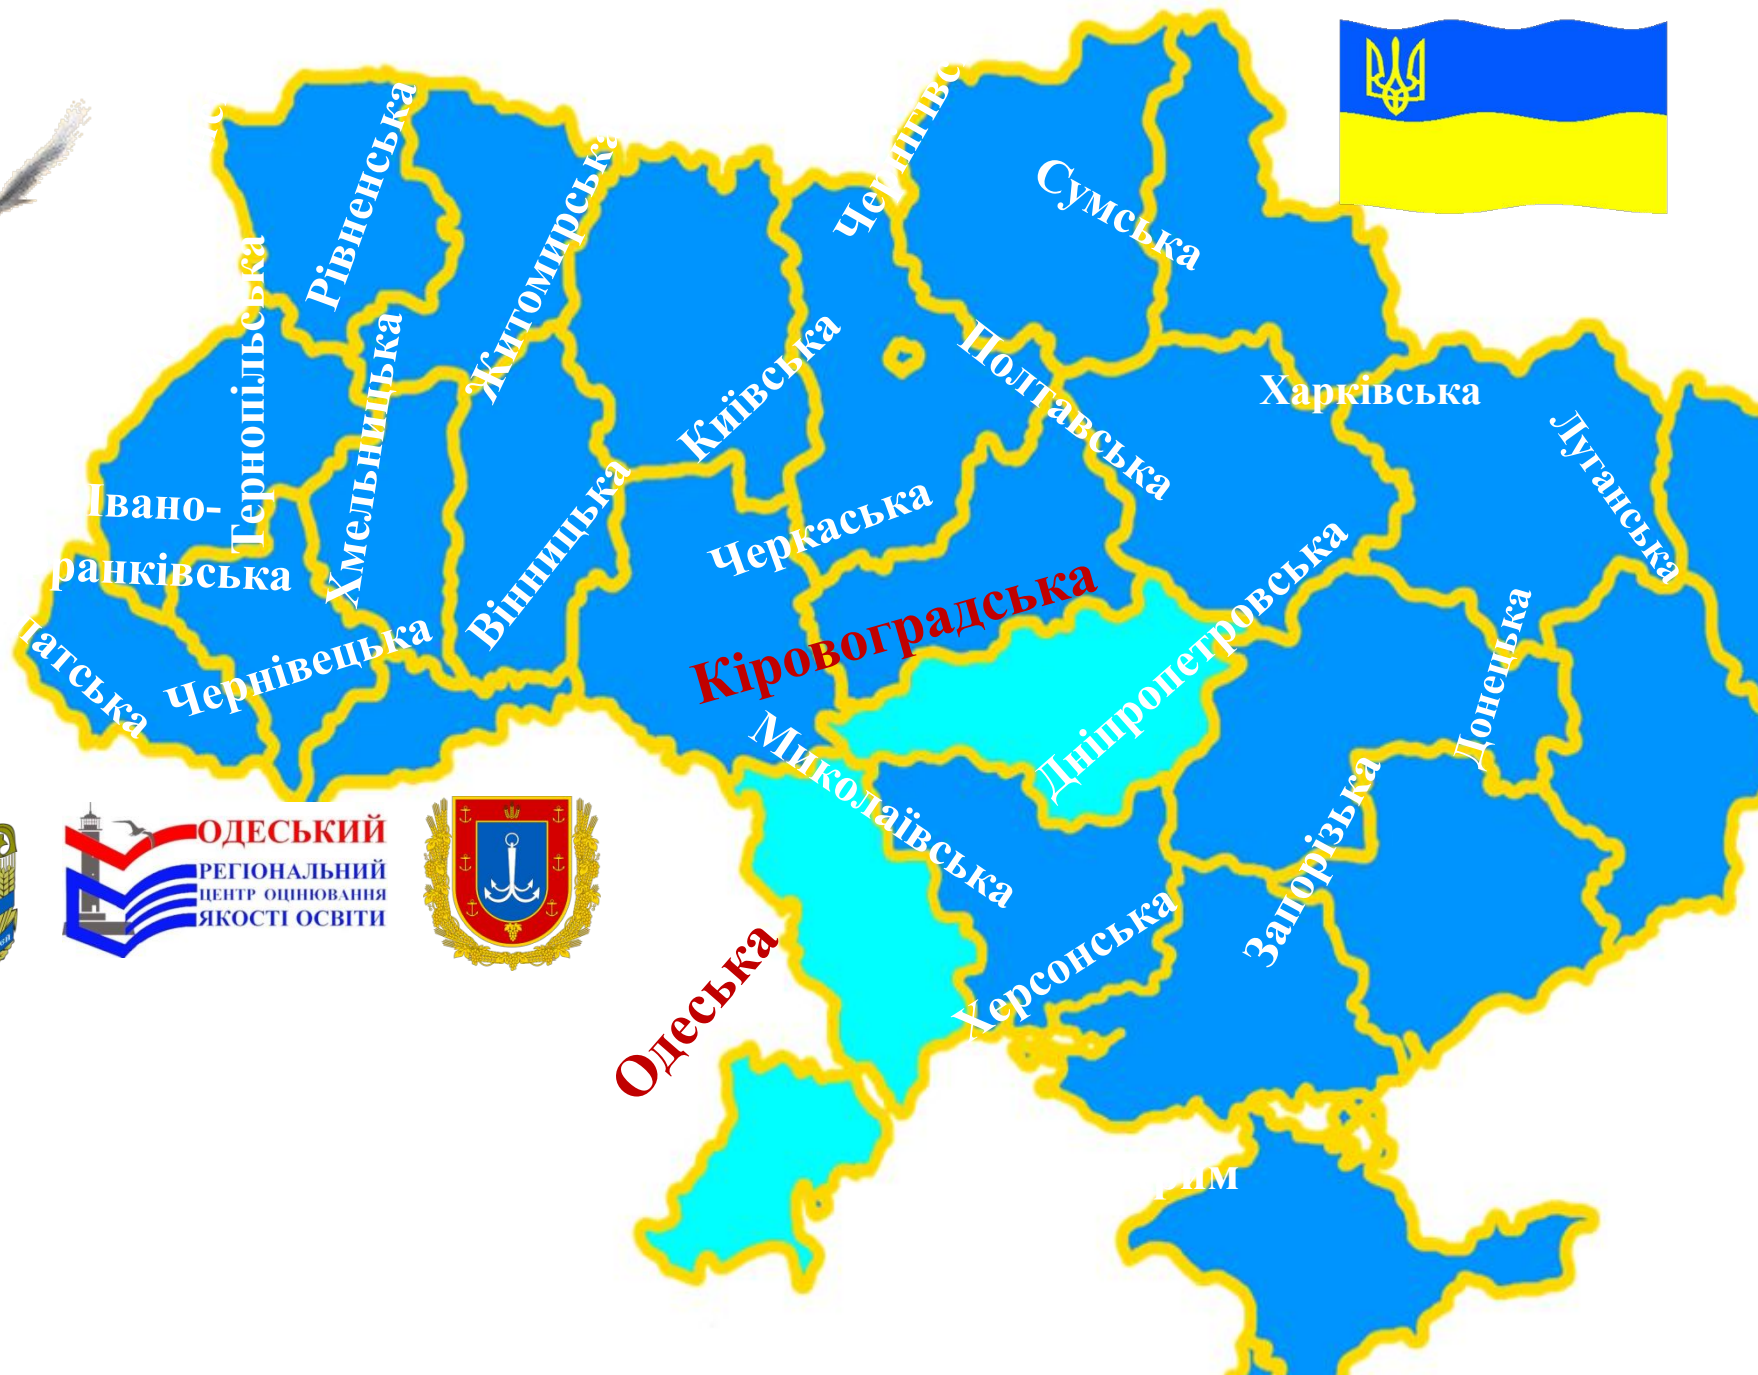 Рівненська
Житомирська
Сумська
Тернопільська
Хмельницька
Київська
Полтавська
Харківська
Луганська
Івано-
ранківська
Черкаська
Вінницька
Кіровоградська
Дніпропетровська
Донецька
Чернівецька
Миколаївська
Запорізька
Херсонська
Одеська
ОДЕСЬКИЙ
РЕГІОНАЛЬНИЙ
ЦЕНТР ОЦІНЮВАННЯ
ЯКОСТІ ОСВІТИ